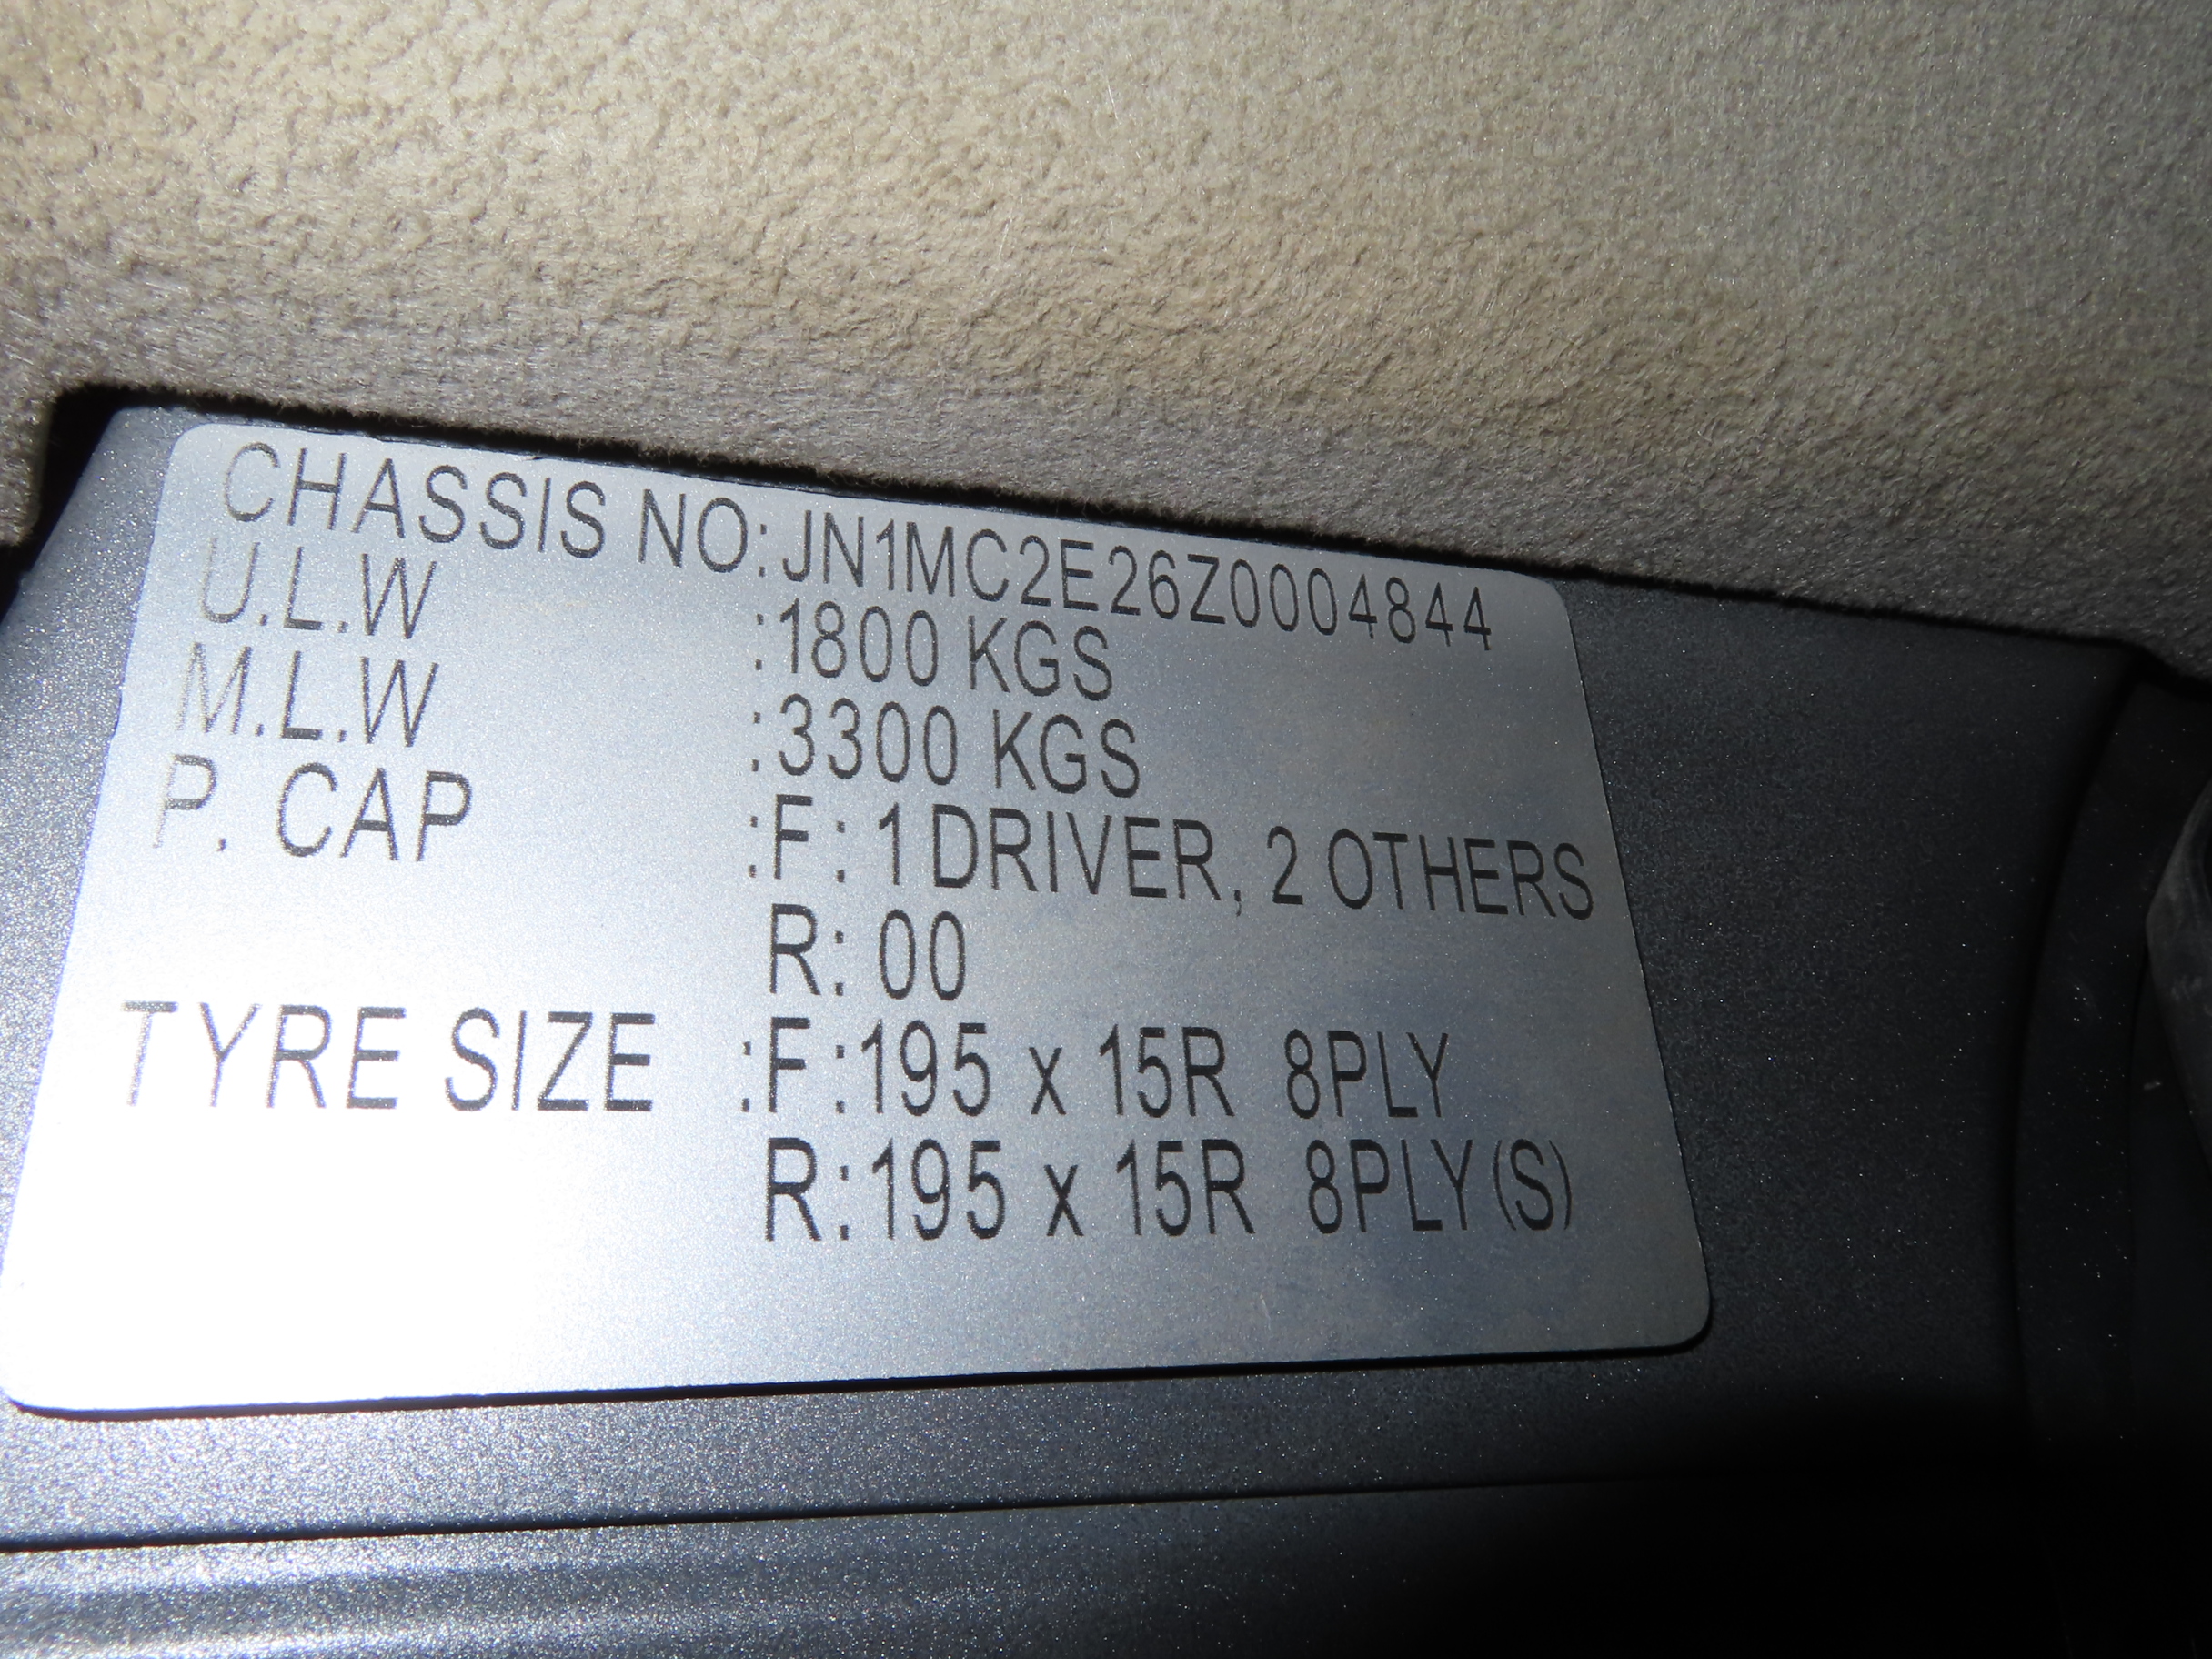 CHASSIS NO: JN1MC2E26Z0004844
U.L.W :1800 KGS
M.L.W :3300 KGS
P. CAP :F: 1 DRIVER, 2 OTHERS
R: 00
TYRE SIZE :F:195 x 15R 8PLY
R:195 x 15R 8PLY(S)